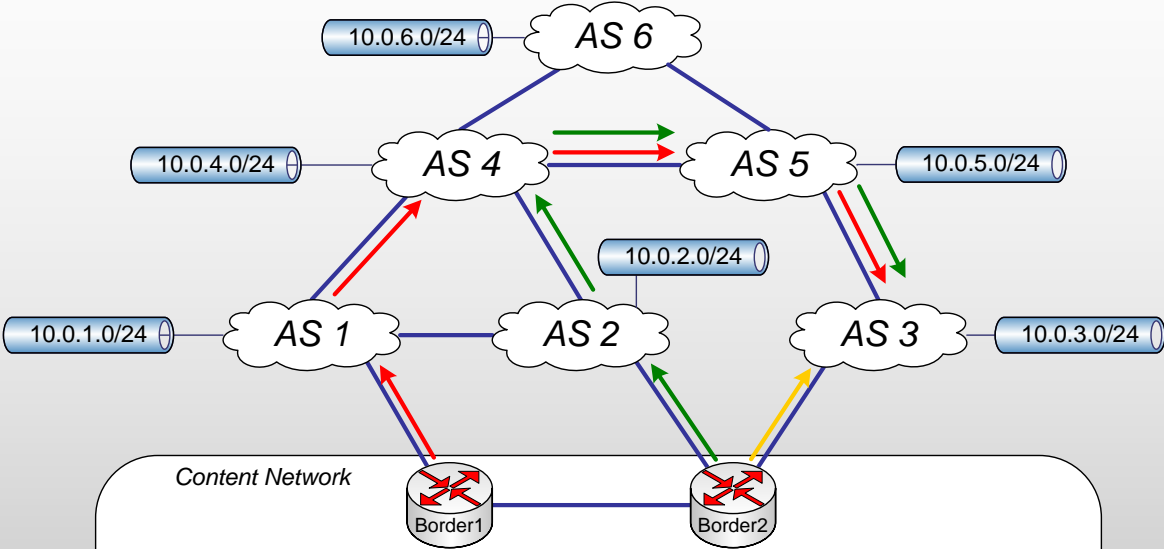 10.0.6.0/24
AS 6
10.0.4.0/24
AS 4
AS 5
10.0.5.0/24
10.0.2.0/24
10.0.1.0/24
AS 1
AS 2
AS 3
10.0.3.0/24
Content Network
Border1
Border2